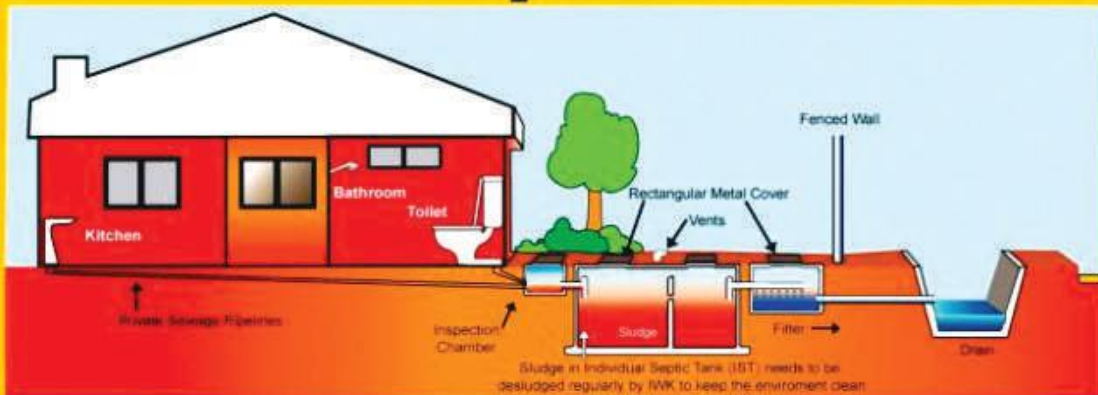 Fenced Wall
Rectangular Metal Cover
Vents
Bathroom
Toilet
Kitchen
Private Sewage Pipelines
Inspection
Chamber
Sludge
Filter
Drain
Sludge in Individual Septic Tank (IST) needs to be
desludged regularly by IWK to keep the enviroment clean